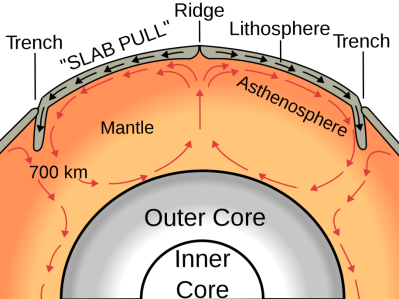 Ridge
Trench
"SLAB PULL"
Lithosphere
Trench
Asthenosphere
Mantle
700 km
Outer Core
Inner
Core